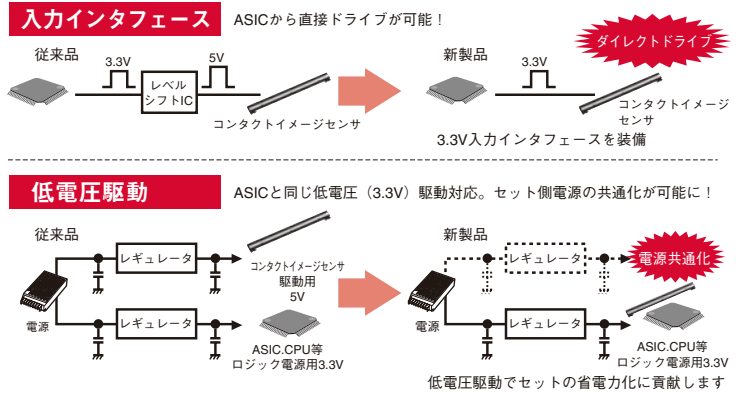 入力インタフェース
ASICから直接ドライブが可能！
従来品
3.3V
5V
レベル
シフトIC
コンタクトイメージセンサ
新製品
3.3V
ダイレクトドライブ
コンタクトイメージ
センサ
3.3V入力インタフェースを装備
低電圧駆動
ASICと同じ低電圧（3.3V）駆動対応。セット側電源の共通化が可能に！
従来品
レギュレータ
コンタクトイメージセンサ
駆動用
5V
電源
レギュレータ
ASIC.CPU等
ロジック電源用3.3V
新製品
レギュレータ
電源共通化
電源
レギュレータ
ASIC.CPU等
ロジック電源用3.3V
低電圧駆動でセットの省電力化に貢献します